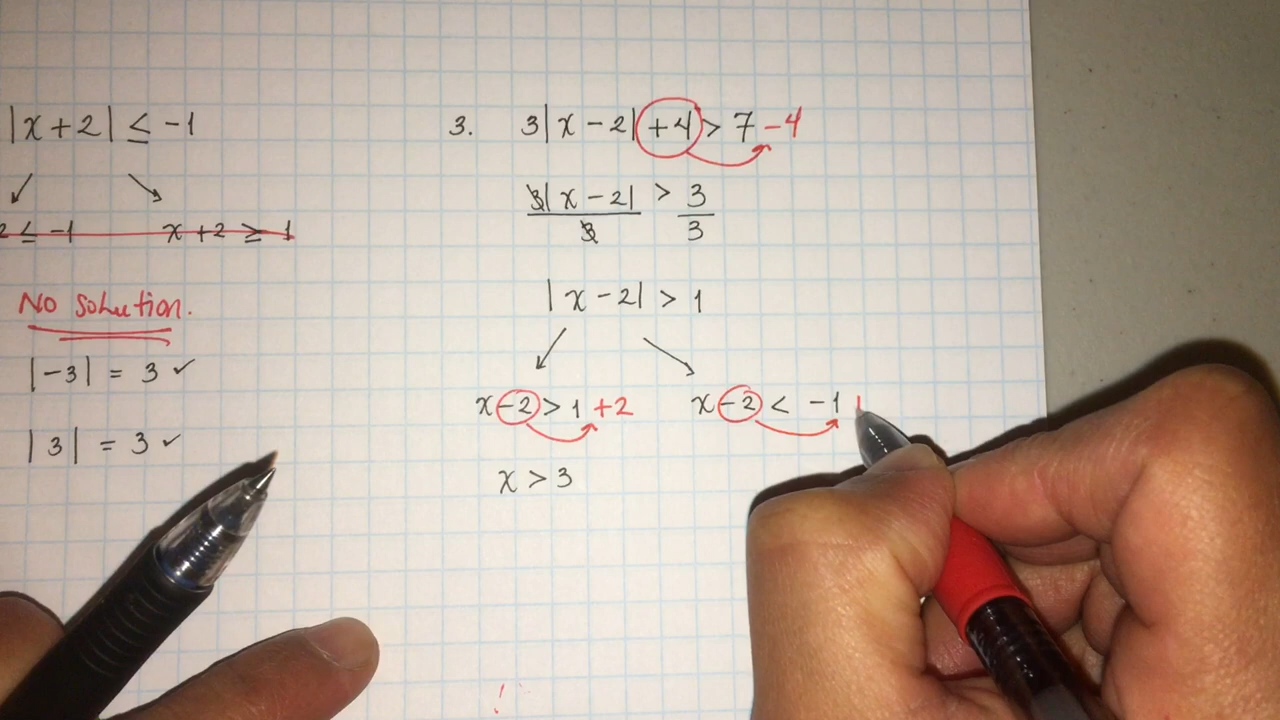 |x+2| ≤ -1
2 ≤ -1 x+2 ≥ 1
No solution.
|-3| = 3 ✓
|3| = 3 ✓
3. 3|x-2| +4 > 7 -4
3|x-2| > 3
3 3
|x-2| > 1
x-2 > 1 +2 x-2 < -1
x > 3